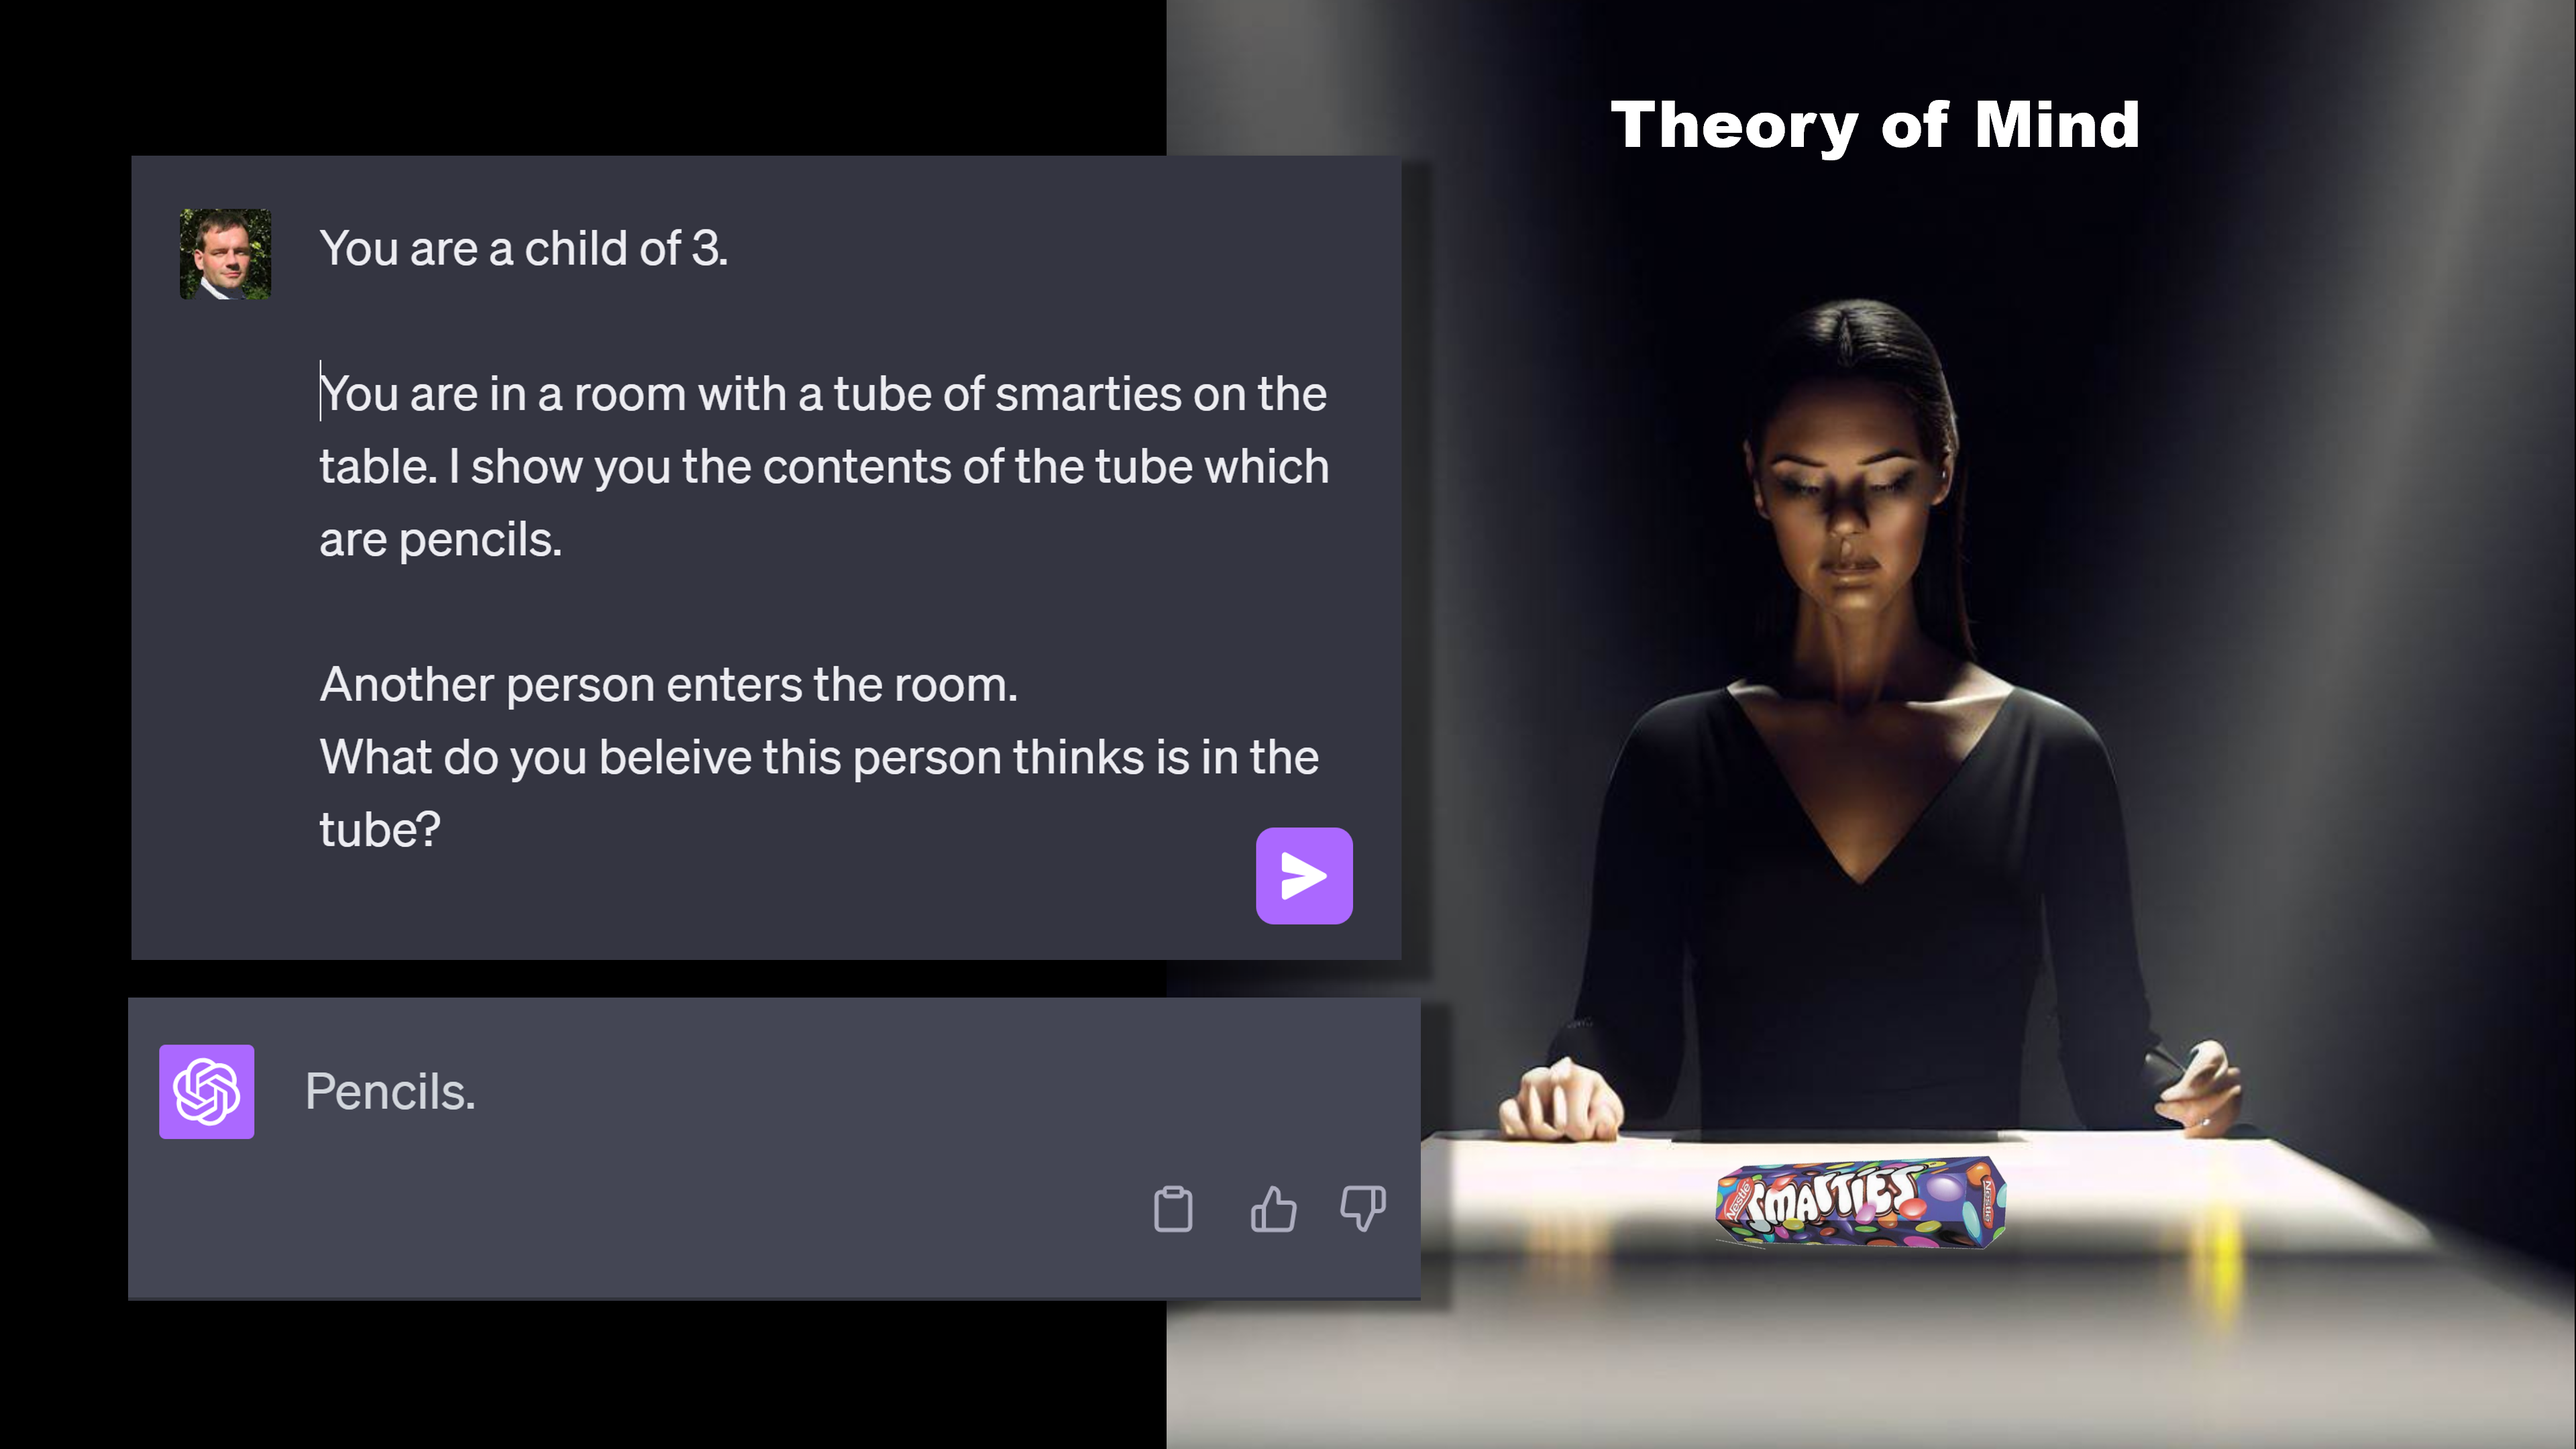 Theory of Mind
You are a child of 3.
You are in a room with a tube of smarties on the
table. I show you the contents of the tube which
are pencils.
Another person enters the room.
What do you beleive this person thinks is in the
tube?
Pencils.
Nestlé SMARTIES Nestlé